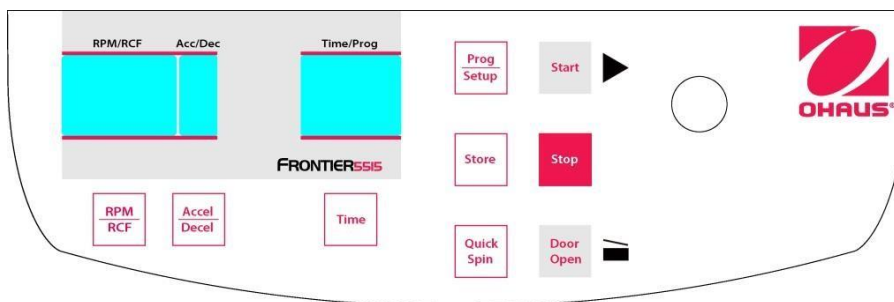 RPM/RCF Acc/Dec Time/Prog
FRONTIER5515
RPM
RCF
Accel
Decel
Time
Prog
Setup
Start
Store
Stop
Quick
Spin
Door
Open
OHAUS®